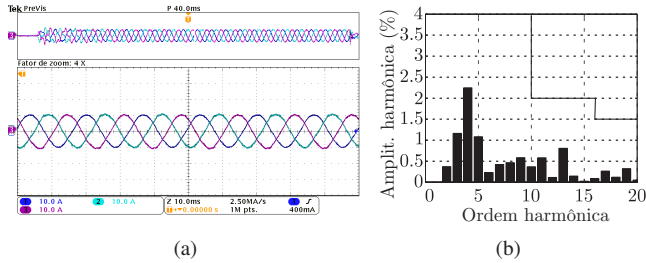 Tek PreVis P 40.0ms
T
3
Fator de zoom: 4 X
T
3
1 10.0 A 2 10.0 A Z 10.0ms 2.50MA/s 1 
3 10.0 A T→▼0.00000 s 1M pts. 400mA
(a)
Amplit. harmônica (%)
4
3.5
3
2.5
2
1.5
1
0.5
0
0 5 10 15 20
Ordem harmônica
(b)